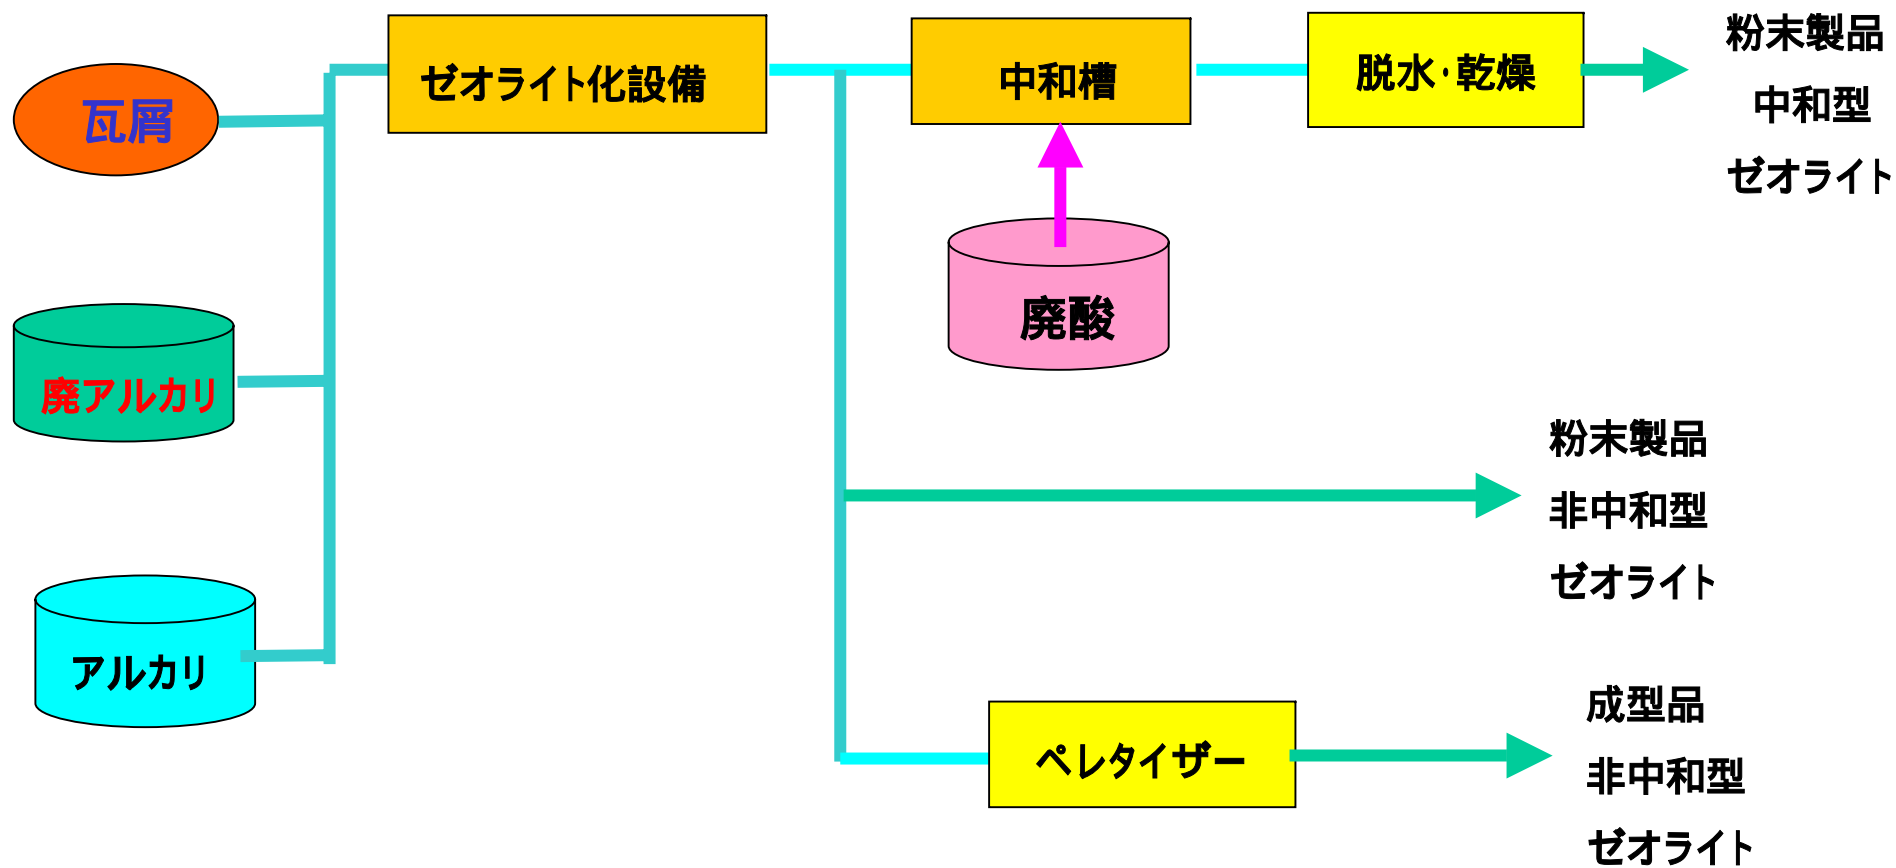 瓦屑
廃アルカリ
アルカリ
ゼオライト化設備
中和槽
脱水・乾燥
廃酸
ペレタイザー
粉末製品
中和型
ゼオライト
粉末製品
非中和型
ゼオライト
成型品
非中和型
ゼオライト